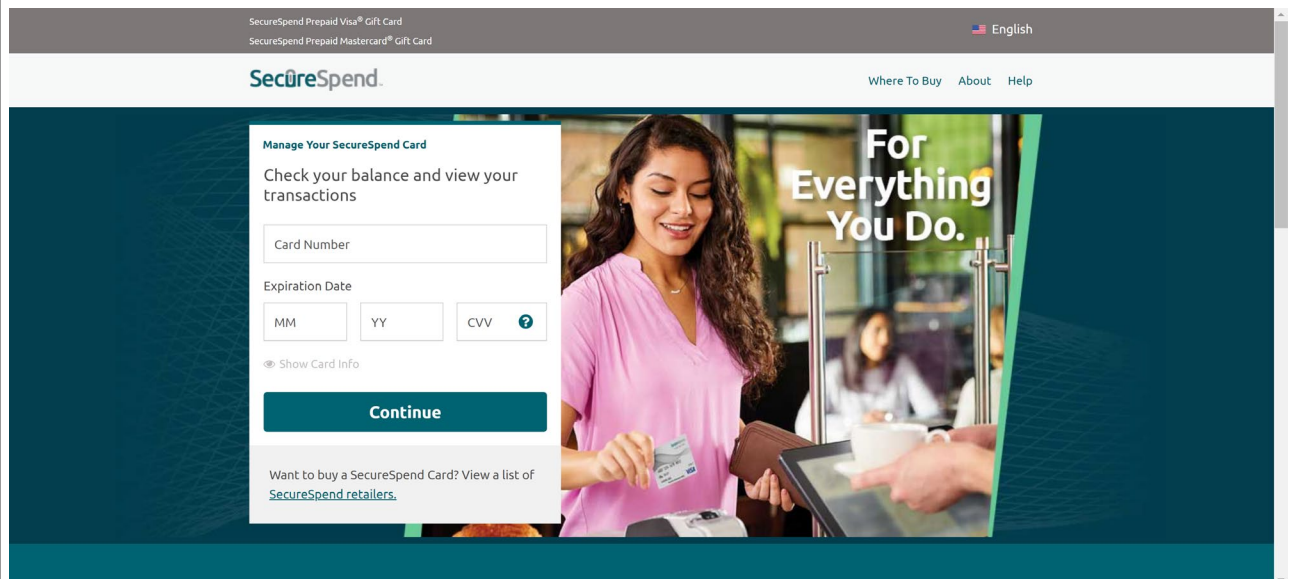 SecureSpend Prepaid Visa® Gift Card
SecureSpend Prepaid Mastercard® Gift Card
English
SecureSpend
Where To Buy About Help
Manage Your SecureSpend Card
Check your balance and view your
transactions
Card Number
Expiration Date
MM YY CVV ?
Show Card Info
Continue
Want to buy a SecureSpend Card? View a list of
SecureSpend retailers.
For
Everything
You Do.
VISA